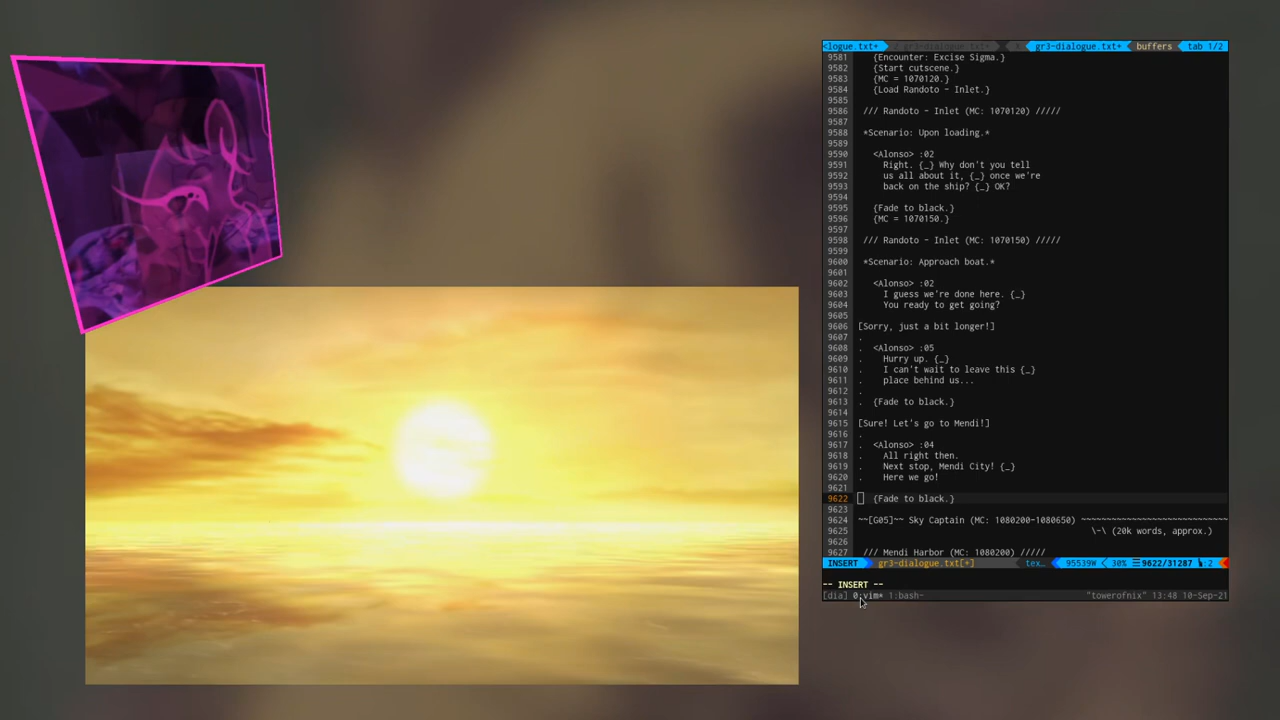 <logue.txt+ gr3-dialogue.txt+ gr3-dialogue.txt+ buffers tab 1/2
9581 {Encounter: Excise Sigma.}
9582 {Start cutscene.}
9583 {MC = 1070120.}
9584 {Load Randoto - Inlet.}
9585
9586 /// Randoto - Inlet (MC: 1070120) /////
9587
9588 *Scenario: Upon loading.*
9589
9590 <Alonso> :02
9591 Right. {_} Why don't you tell
9592 us all about it, {_} once we're
9593 back on the ship? {_} OK?
9594
9595 {Fade to black.}
9596 {MC = 1070150.}
9597
9598 /// Randoto - Inlet (MC: 1070150) /////
9599
9600 *Scenario: Approach boat.*
9601
9602 <Alonso> :02
9603 I guess we're done here. {_}
9604 You ready to get going?
9605
9606 [Sorry, just a bit longer!]
9607 .
9608 . <Alonso> :05
9609 . Hurry up. {_}
9610 . I can't wait to leave this {_}
9611 . place behind us...
9612 .
9613 . {Fade to black.}
9614
9615 [Sure! Let's go to Mendi!]
9616 .
9617 . <Alonso> :04
9618 . All right then.
9619 . Next stop, Mendi City! {_}
9620 . Here we go!
9621
9622 {Fade to black.}
9623
9624 ~~[G05]~~ Sky Captain (MC: 1080200-1080650) ~~~~~~~~~~~~~~~~~~~~~~~~~~~~
9625 \-\ (20k words, approx.)
9626
9627 /// Mendi Harbor (MC: 1080200) /////
INSERT gr3-dialogue.txt[+] tex… 95539W 30% ☰9622/31287 :2
-- INSERT --
[dia] 0:vim* 1:bash- "towerofnix" 13:48 10-Sep-21